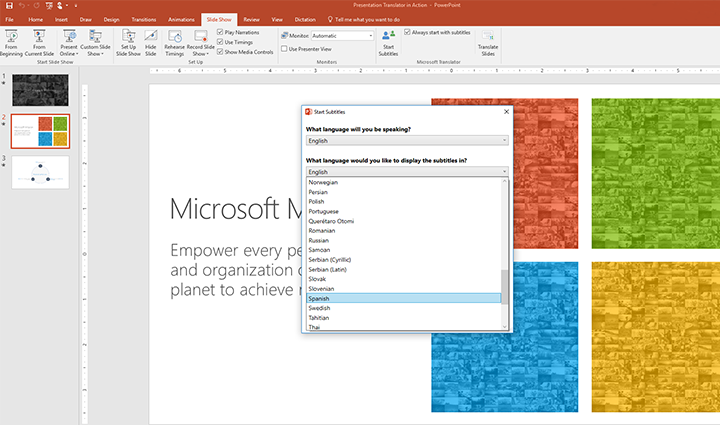 Presentation Translator in Action - PowerPoint
File Home Insert Draw Design Transitions Animations Slide Show Review View Dictation Tell me what you want to do
From Beginning
From Current Slide
Present Online
Custom Slide Show
Start Slide Show
Set Up Slide Show
Hide Slide
Rehearse Timings
Record Slide Show
Play Narrations
Use Timings
Show Media Controls
Set Up
Monitor: Automatic
Use Presenter View
Monitors
Start Subtitles
Always start with subtitles
Translate Slides
Microsoft Translator
1
2
3
Microsoft M
Empower every pe
and organization o
planet to achieve
Start Subtitles
What language will you be speaking?
English
What language would you like to display the subtitles in?
English
Norwegian
Persian
Polish
Portuguese
Querétaro Otomi
Romanian
Russian
Samoan
Serbian (Cyrillic)
Serbian (Latin)
Slovak
Slovenian
Spanish
Swedish
Tahitian
Thai